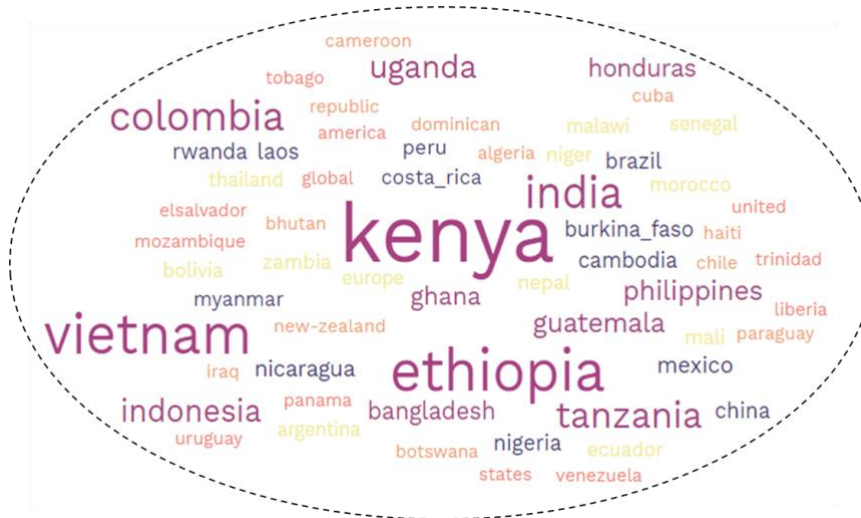 cameroon
uganda honduras
tobago
cuba
colombia republic
america dominican malawi senegal
rwanda laos peru algeria niger brazil
thailand global costa_rica india morocco
elsalvador bhutan kenya burkina_faso haiti united
mozambique
bolivia zambia europe cambodia chile trinidad
myanmar ghana nepal philippines
liberia
vietnam new-zealand guatemala mali paraguay
iraq nicaragua ethiopia mexico
indonesia panama bangladesh tanzania china
uruguay argentina
botswana nigeria ecuador
states venezuela